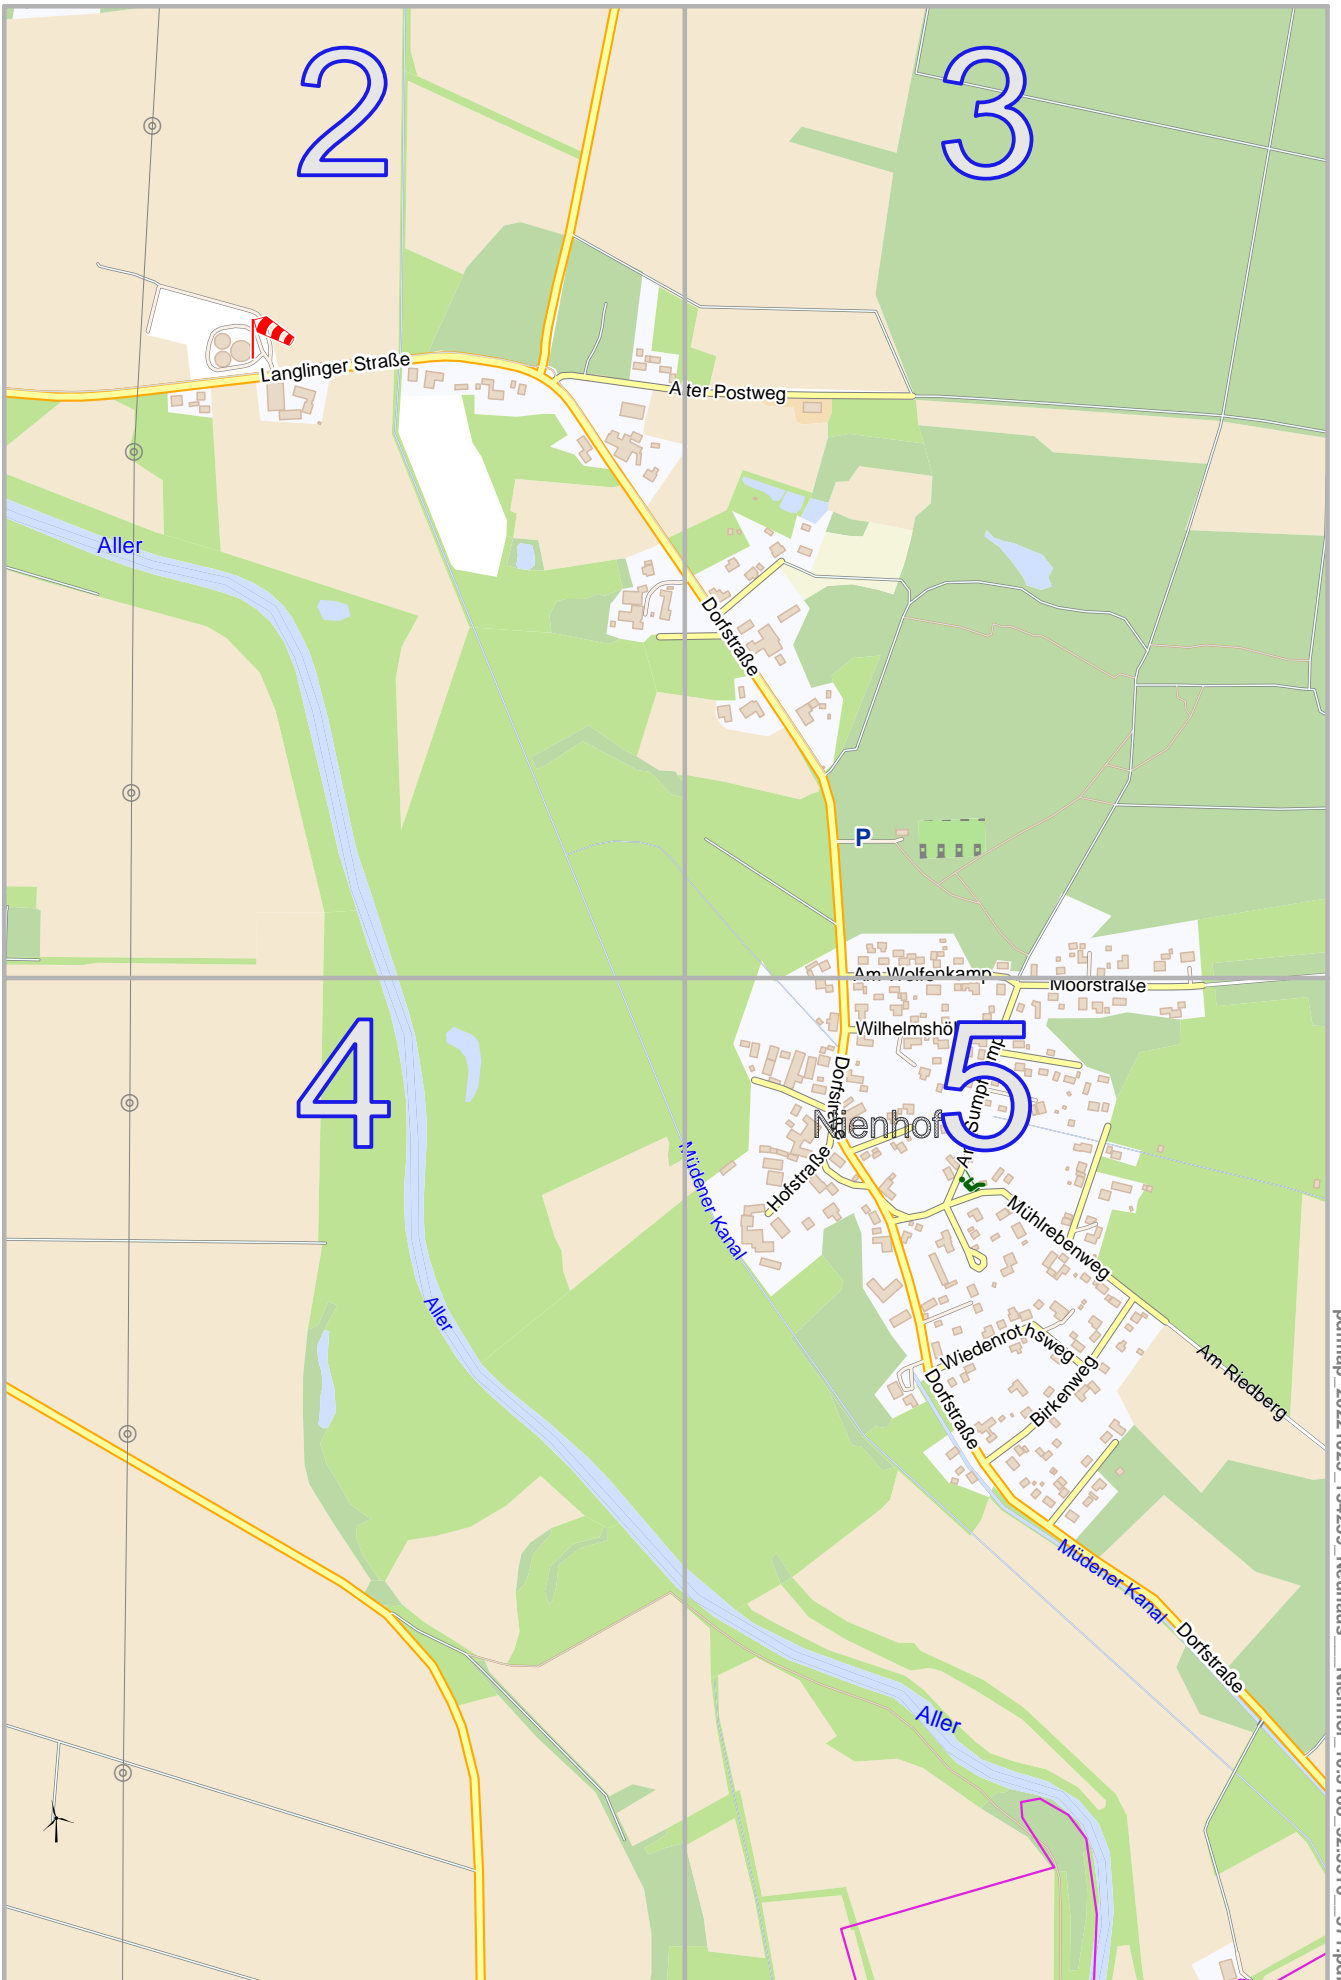 2
3
Langlinger Straße
Alter Postweg
Aller
Dorfstraße
P
Am Wolfenkamp
Moorstraße
4
Wilhelmshöh
5
Dorfstraße
Nienhof
Müdener Kanal
Hofstraße
Mühlrebenweg
Aller
Wiedenrothsweg
Am Riedberg
Birkenweg
Dorfstraße
Müdener Kanal
Dorfstraße
Aller